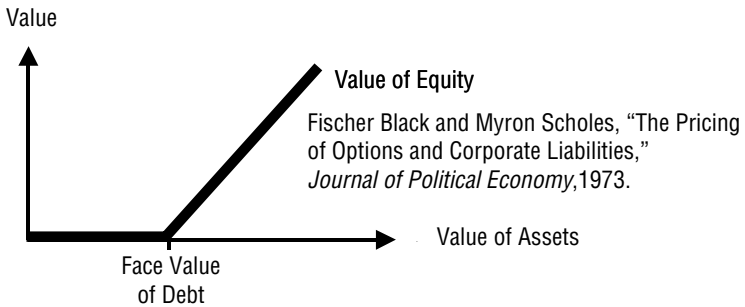 Value
Value of Equity
Fischer Black and Myron Scholes, “The Pricing
of Options and Corporate Liabilities,”
Journal of Political Economy,1973.
Value of Assets
Face Value
of Debt